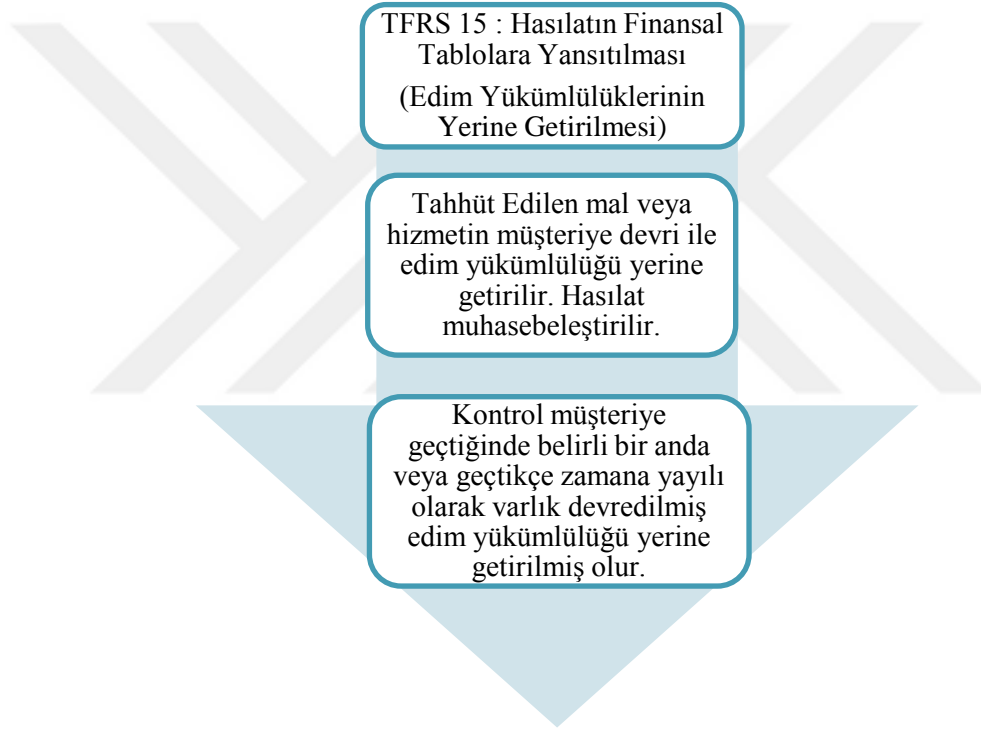 TFRS 15 : Hasılatın Finansal
Tablolara Yansıtılması
(Edim Yükümlülüklerinin
Yerine Getirilmesi)
Tahhüt Edilen mal veya
hizmetin müşteriye devri ile
edim yükümlülüğü yerine
getirilir. Hasılat
muhasebeleştirilir.
Kontrol müşteriye
geçtiğinde belirli bir anda
veya geçtikçe zamana yayılı
olarak varlık devredilmiş
edim yükümlülüğü yerine
getirilmiş olur.